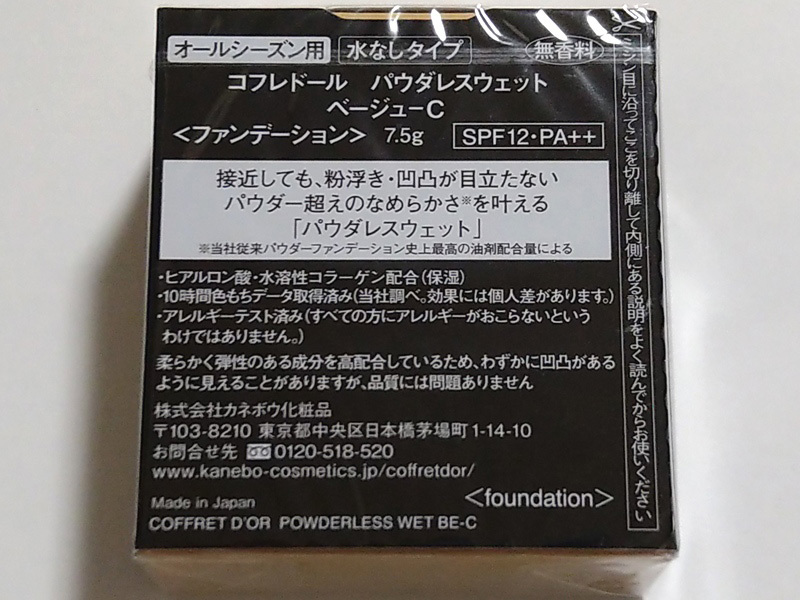 オールシーズン用 水なしタイプ 無香料
コフレドール パウダレスウェット
ベージューC
<ファンデーション> 7.5g SPF12・PA++
接近しても、粉浮き・凹凸が目立たない
パウダー超えのなめらかさ※を叶える
「パウダレスウェット」
※当社従来パウダーファンデーション史上最高の油剤配合量による
・ヒアルロン酸・水溶性コラーゲン配合(保湿)
・10時間色もちデータ取得済み(当社調べ。効果には個人差があります。)
・アレルギーテスト済み(すべての方にアレルギーがおこらないという
わけではありません。)
柔らかく弾性のある成分を高配合しているため、わずかに凹凸がある
ように見えることがありますが、品質には問題ありません
株式会社カネボウ化粧品
〒103-8210 東京都中央区日本橋茅場町1-14-10
お問合せ先 0120-518-520
www.kanebo-cosmetics.jp/coffretdor/
<foundation>
Made in Japan
COFFRET D'OR POWDERLESS WET BE-C
ミシン目に沿ってここを切り離して内側にある説明をよく読んでからお使いください